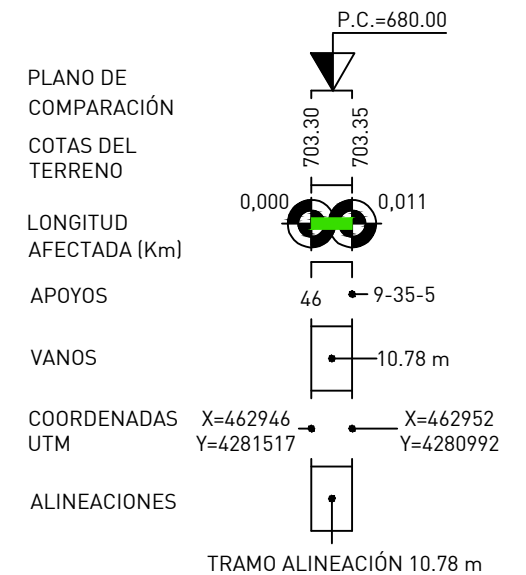 P.C.=680.00
PLANO DE
COMPARACIÓN
703.30
703.35
COTAS DEL
TERRENO
0,000
0,011
LONGITUD
AFECTADA (Km)
APOYOS
46
9-35-5
VANOS
10.78 m
COORDENADAS
UTM
X=462946
Y=4281517
X=462952
Y=4280992
ALINEACIONES
TRAMO ALINEACIÓN 10.78 m